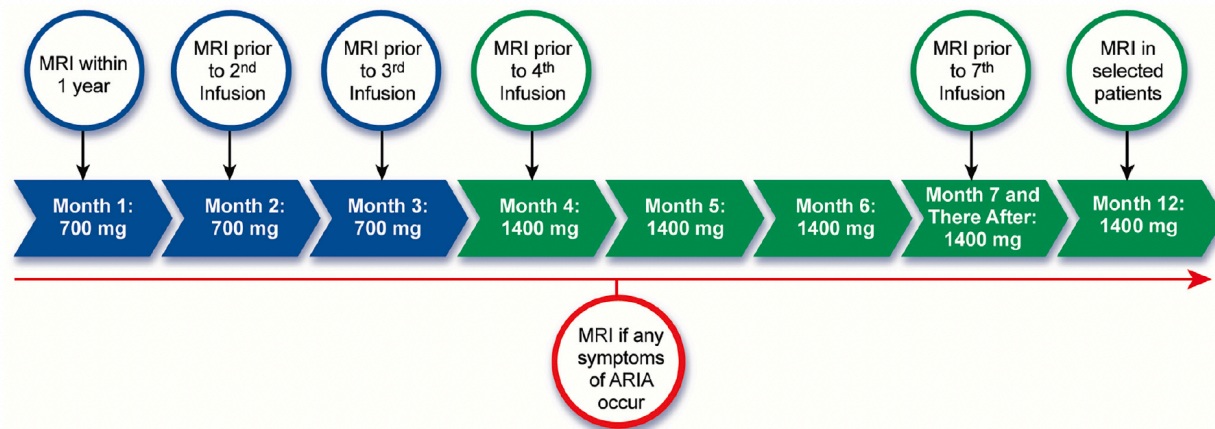 MRI within
1 year
MRI prior
to 2nd
Infusion
MRI prior
to 3rd
Infusion
MRI prior
to 4th
Infusion
MRI prior
to 7th
Infusion
MRI in
selected
patients
Month 1:
700 mg
Month 2:
700 mg
Month 3:
700 mg
Month 4:
1400 mg
Month 5:
1400 mg
Month 6:
1400 mg
Month 7 and
There After:
1400 mg
Month 12:
1400 mg
MRI if any
symptoms
of ARIA
occur